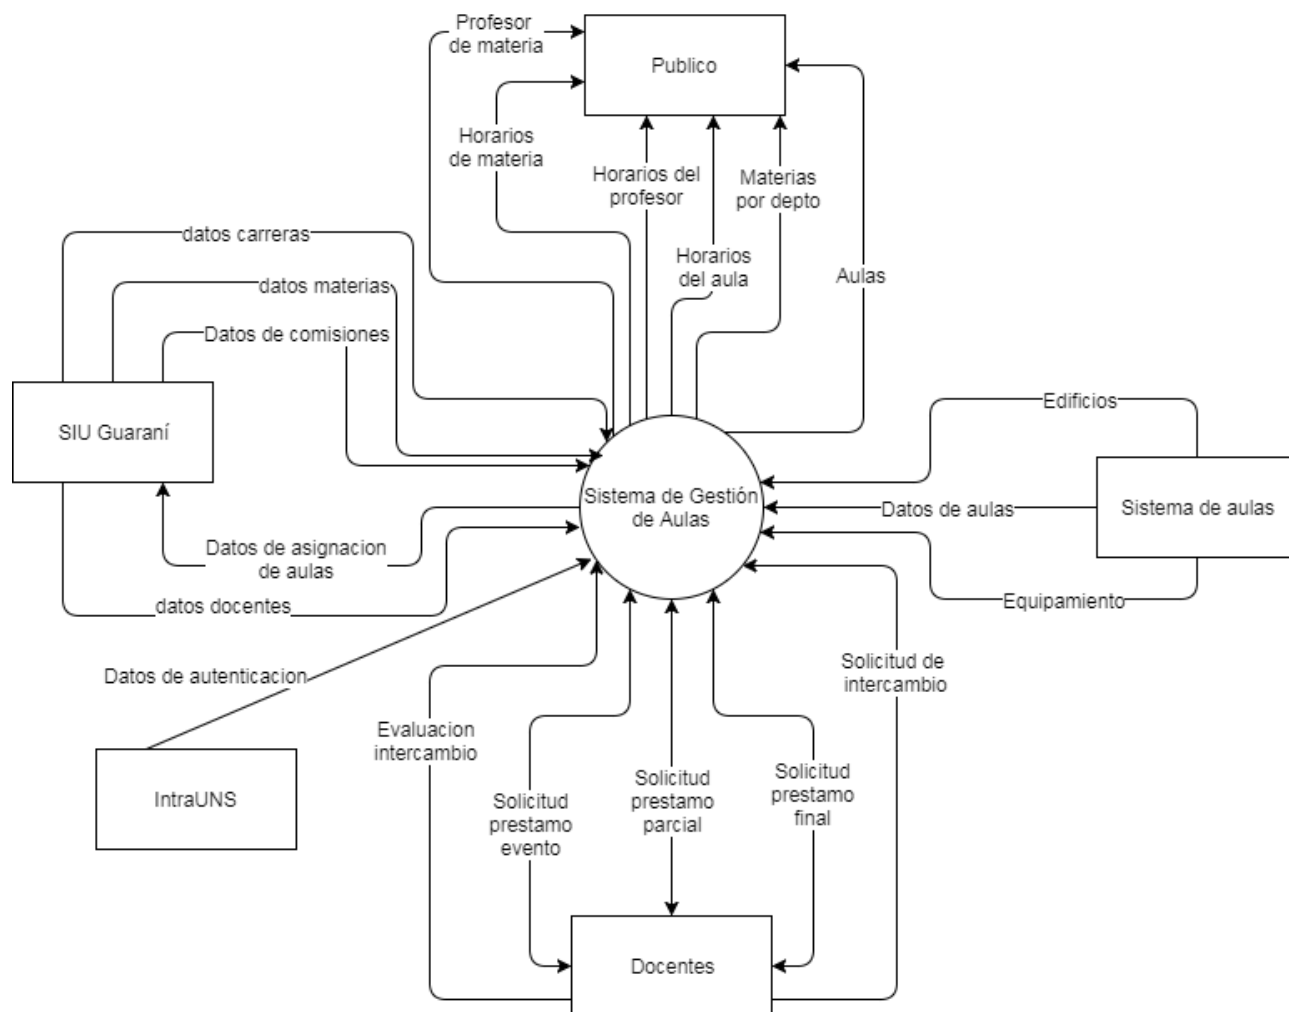 Profesor
de materia
Publico
Horarios
de materia
Horarios del
profesor
Materias
por depto
datos carreras
Horarios
del aula
Aulas
datos materias
Datos de comisiones
Edificios
SIU Guaraní
Sistema de Gestión
de Aulas
Datos de aulas
Sistema de aulas
Datos de asignacion
de aulas
datos docentes
Equipamiento
Datos de autenticacion
Solicitud de
intercambio
Evaluacion
intercambio
IntraUNS
Solicitud
prestamo
evento
Solicitud
prestamo
parcial
Solicitud
prestamo
final
Docentes